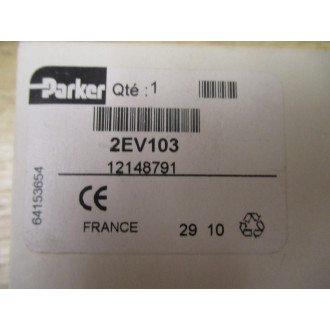 Parker
Qté : 1
2EV103
12148791
64153654
CE
FRANCE 29 10